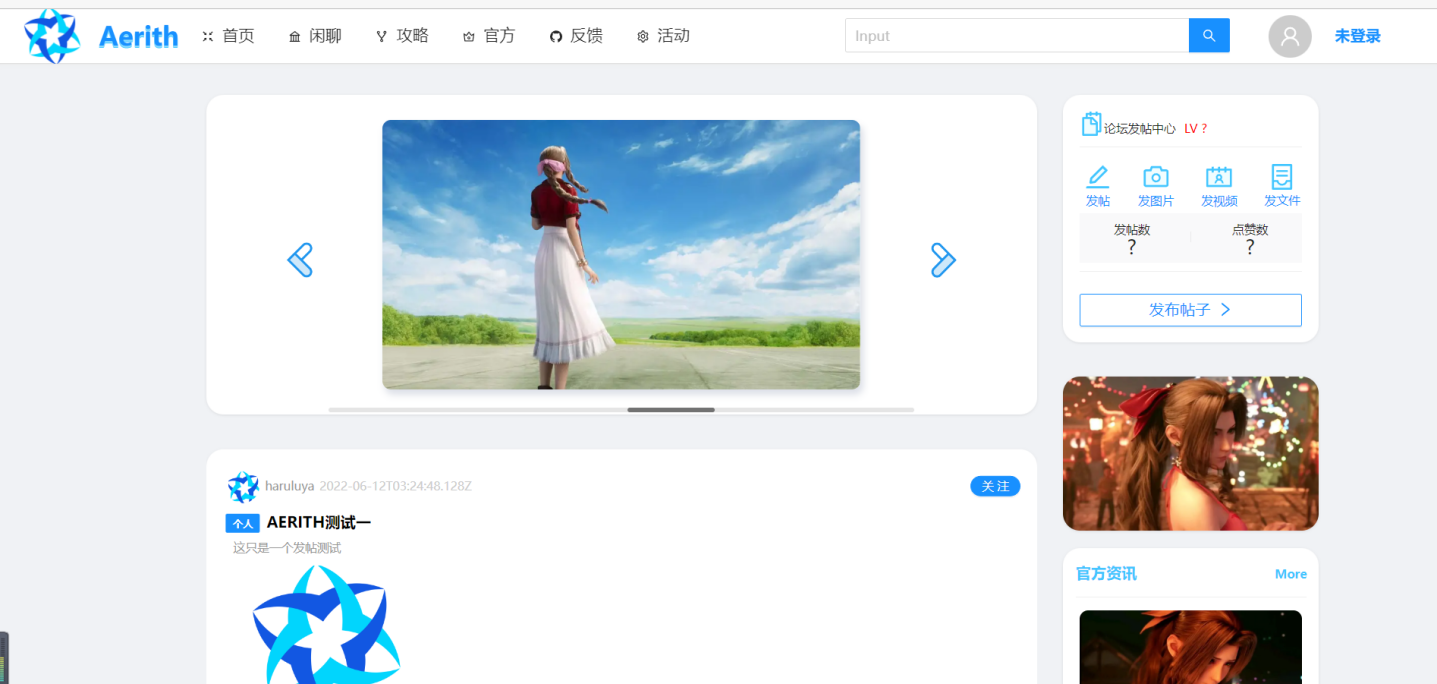 Aerith
首页
闲聊
攻略
官方
反馈
活动
Input
未登录
论坛发帖中心 LV ?
发帖
发图片
发视频
发文件
发帖数
?
点赞数
?
发布帖子
haruluya 2022-06-12T03:24:48.128Z
关注
个人 AERITH测试一
这只是一个发帖测试
官方资讯
More